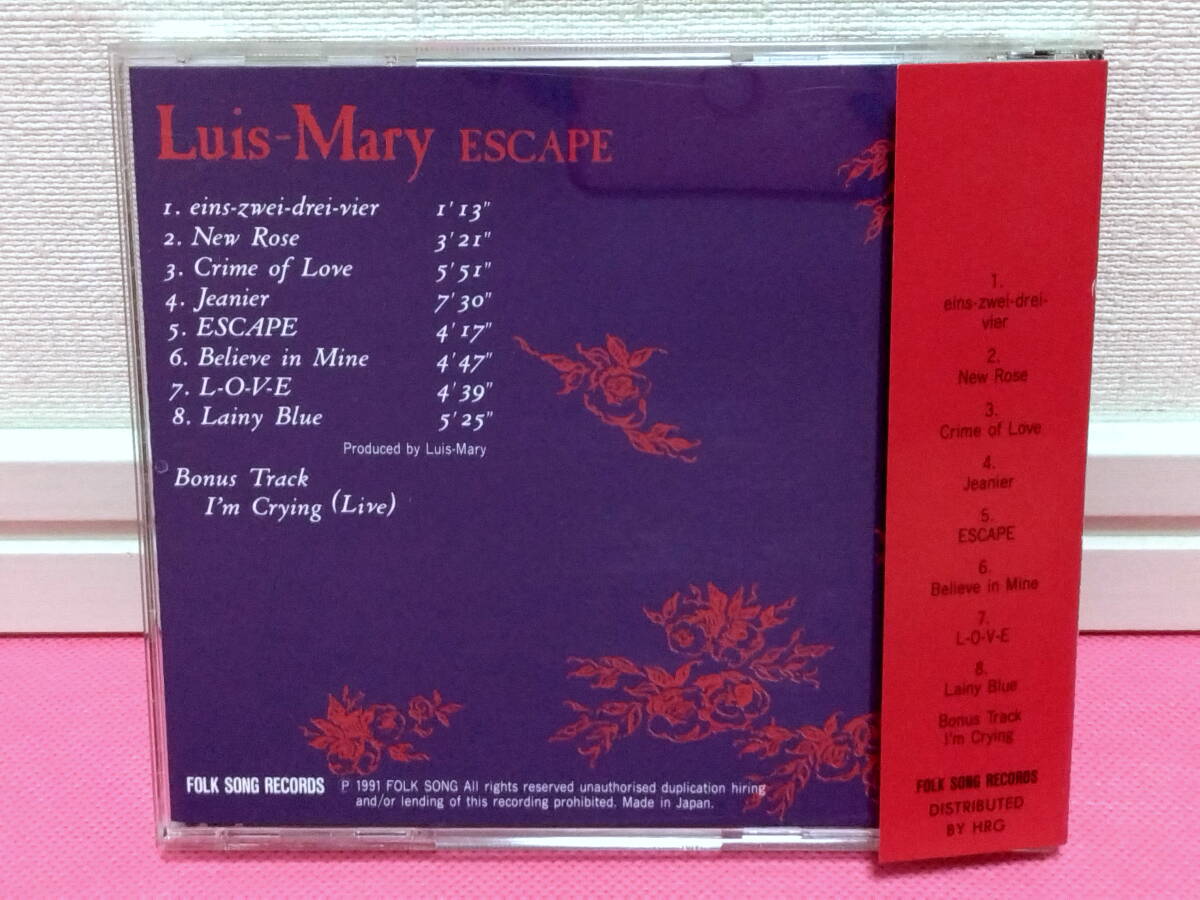 Luis-Mary ESCAPE
1. eins-zwei-drei-vier 1'13"
2. New Rose 3'21"
3. Crime of Love 5'51"
4. Jeanier 7'30"
5. ESCAPE 4'17"
6. Believe in Mine 4'47"
7. L-O-V-E 4'39"
8. Lainy Blue 5'25"
Produced by Luis-Mary
Bonus Track
I'm Crying (Live)
FOLK SONG RECORDS
P 1991 FOLK SONG All rights reserved unauthorised duplication hiring
and/or lending of this recording prohibited. Made in Japan.
1.
eins-zwei-drei-
vier
2.
New Rose
3.
Crime of Love
4.
Jeanier
5.
ESCAPE
6.
Believe in Mine
7.
L-O-V-E
8.
Lainy Blue
Bonus Track
I'm Crying
FOLK SONG RECORDS
DISTRIBUTED
BY HRG